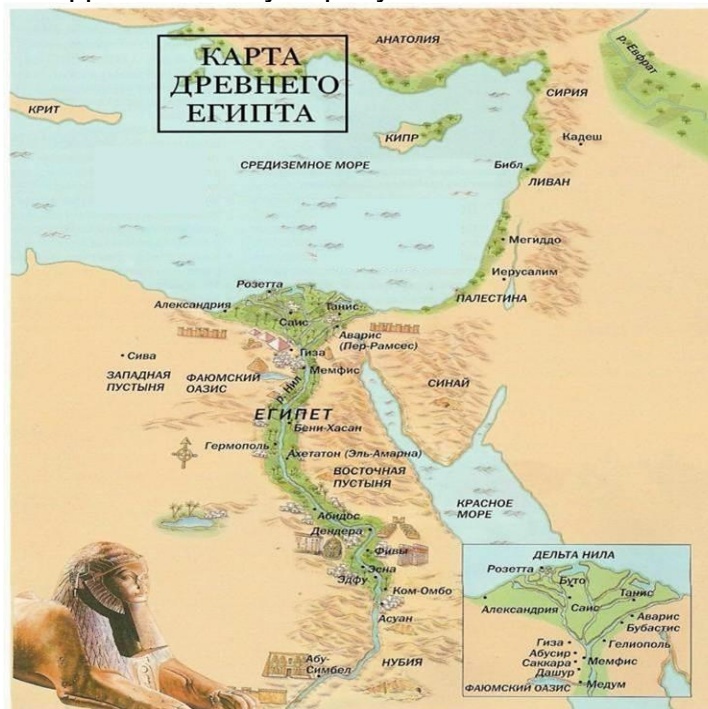 КАРТА
ДРЕВНЕГО
ЕГИПТА
АНАТОЛИЯ
р. Евфрат
КРИТ
КИПР
СИРИЯ
Кадеш
СРЕДИЗЕМНОЕ МОРЕ
Библ
ЛИВАН
Мегиддо
Иерусалим
ПАЛЕСТИНА
Розетта
Александрия
Танис
Саис
Аварис
(Пер-Рамсес)
Сива
Гиза
ЗАПАДНАЯ
ПУСТЫНЯ
ФАЮМСКИЙ
ОАЗИС
Мемфис
р. Нил
СИНАЙ
ЕГИПЕТ
Бени-Хасан
Гермополь
Ахетатон (Эль-Амарна)
ВОСТОЧНАЯ
ПУСТЫНЯ
КРАСНОЕ
МОРЕ
Абидос
Дендера
Фивы
Эсна
Эдфу
Ком-Омбо
Асуан
Абу-
Симбел
НУБИЯ
ДЕЛЬТА НИЛА
Розетта
Буто
Танис
Александрия
Саис
Аварис
Бубастис
Гиза
Гелиополь
Абусир
Саккара
Мемфис
Дашур
ФАЮМСКИЙ ОАЗИС
Медум